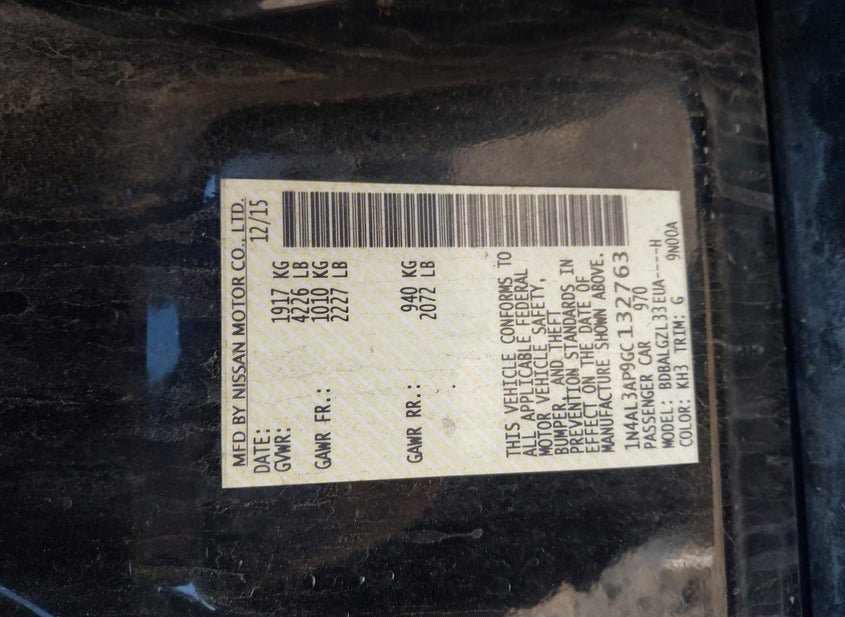 MFD BY NISSAN MOTOR CO., LTD.
DATE: 12/15
GVWR: 1917 KG
4226 LB
GAWR FR.: 1010 KG
2227 LB
GAWR RR.: 940 KG
2072 LB
THIS VEHICLE CONFORMS TO
ALL APPLICABLE FEDERAL
MOTOR VEHICLE SAFETY,
BUMPER, AND THEFT
PREVENTION STANDARDS IN
EFFECT ON THE DATE OF
MANUFACTURE SHOWN ABOVE.
1N4AL3AP9GC132763
PASSENGER CAR 970
MODEL: BDBALGZL33EUA----H
COLOR: KH3 TRIM: G 9N00A